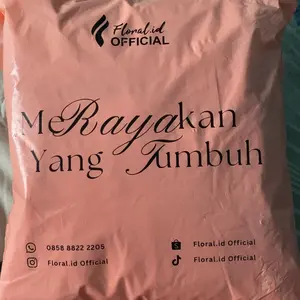 Floral.id
OFFICIAL
MeRayakan
Yang Tumbuh
0858 8822 2205
Floral.id Official
Floral.id Official
Floral.id Official